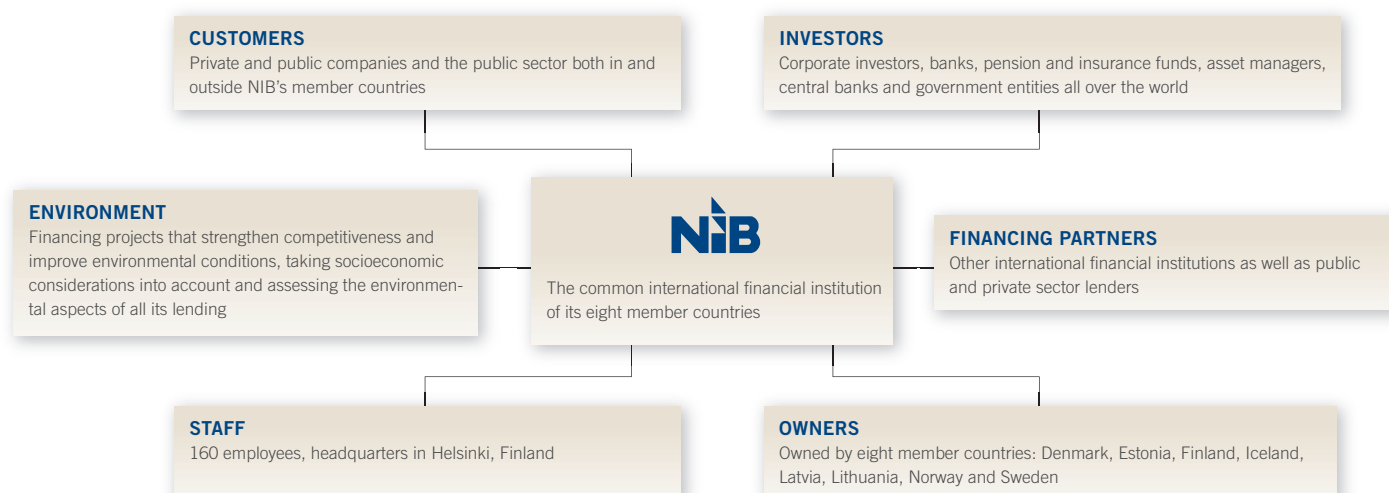 CUSTOMERS
Private and public companies and the public sector both in and
outside NIB's member countries
INVESTORS
Corporate investors, banks, pension and insurance funds, asset managers,
central banks and government entities all over the world
ENVIRONMENT
Financing projects that strengthen competitiveness and
improve environmental conditions, taking socioeconomic
considerations into account and assessing the environmen-
tal aspects of all its lending
NIB
The common international financial institution
of its eight member countries
FINANCING PARTNERS
Other international financial institutions as well as public
and private sector lenders
STAFF
160 employees, headquarters in Helsinki, Finland
OWNERS
Owned by eight member countries: Denmark, Estonia, Finland, Iceland,
Latvia, Lithuania, Norway and Sweden